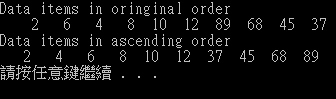 Data items in oringinal order
2 6 4 8 10 12 89 68 45 37
Data items in ascending order
2 4 6 8 10 12 37 45 68 89
請按任意鍵繼續 . . .